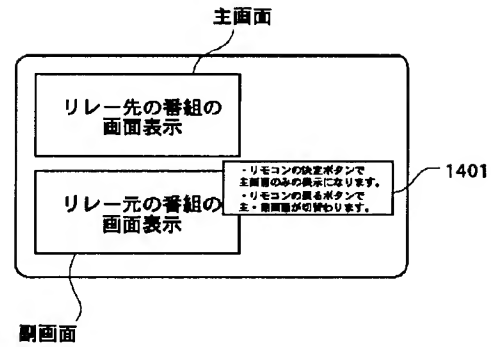 主画面
リレー先の番組の
画面表示
・リモコンの決定ボタンで
主画面のみの表示になります。
・リモコンの戻るボタンで
主・副画面が切替わります。
1401
リレー元の番組の
画面表示
副画面